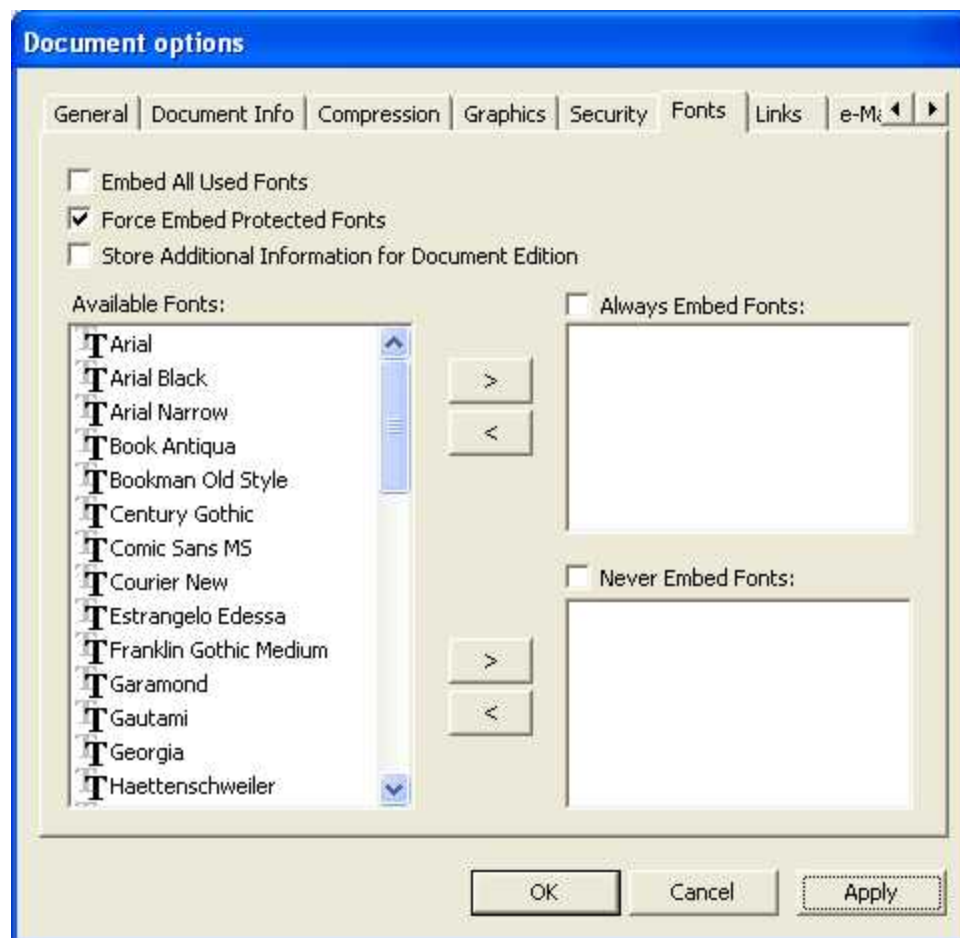 Document options
General Document Info Compression Graphics Security Fonts Links e-Ma
Embed All Used Fonts
Force Embed Protected Fonts
Store Additional Information for Document Edition
Available Fonts:
Always Embed Fonts:
Arial
Arial Black
Arial Narrow
Book Antiqua
Bookman Old Style
Century Gothic
Comic Sans MS
Courier New
Estrangelo Edessa
Franklin Gothic Medium
Garamond
Gautami
Georgia
Haettenschweiler
>
<
Never Embed Fonts:
>
<
OK Cancel Apply